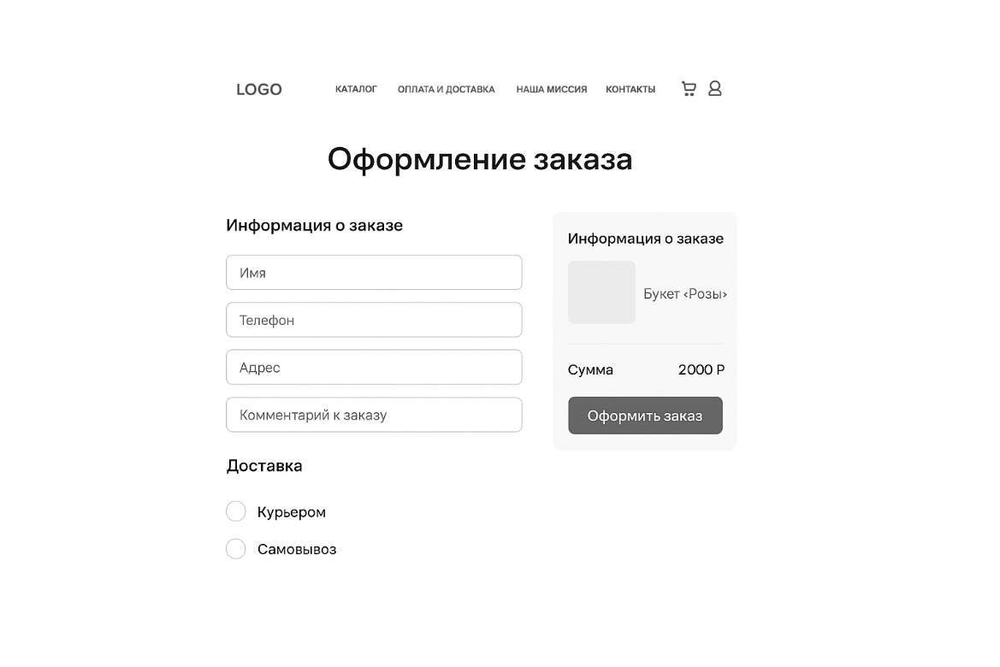 LOGO КАТАЛОГ ОПЛАТА И ДОСТАВКА НАША МИССИЯ КОНТАКТЫ
Оформление заказа
Информация о заказе
Имя
Телефон
Адрес
Комментарий к заказу
Доставка
Курьером
Самовывоз
Информация о заказе
Букет ‹Розы›
Сумма 2000 Р
Оформить заказ